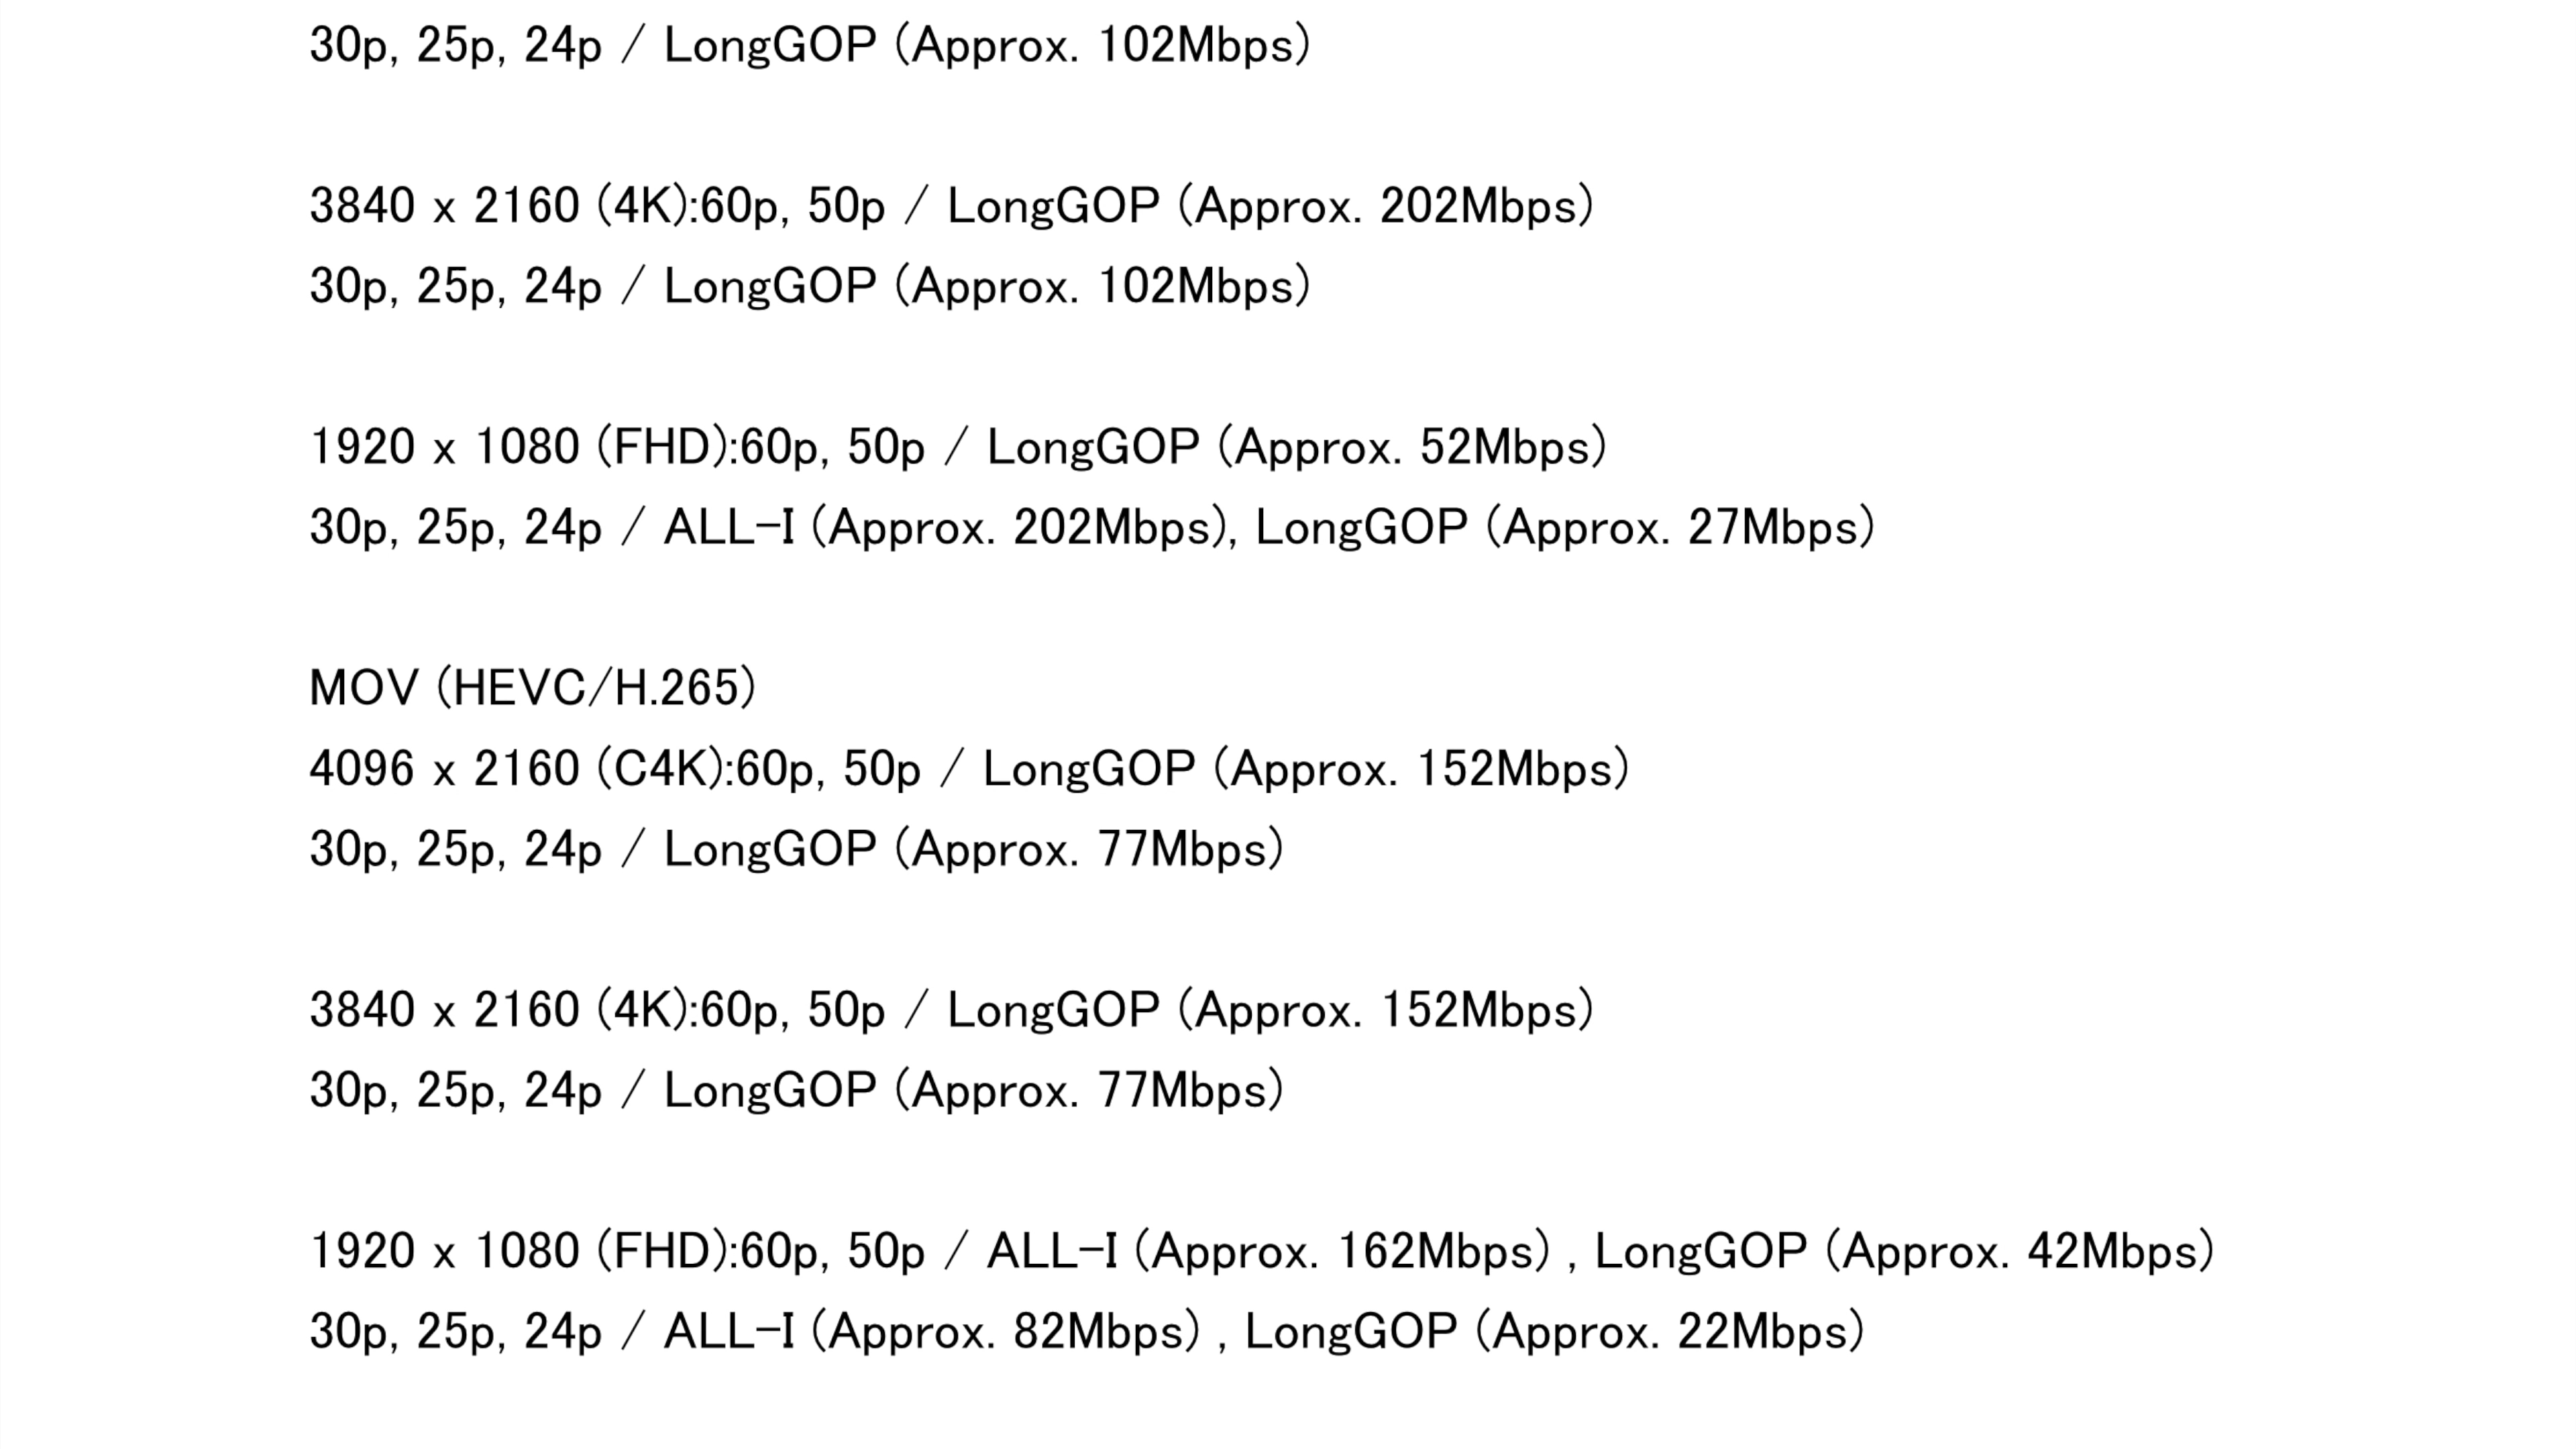 30p, 25p, 24p / LongGOP (Approx. 102Mbps)
3840 x 2160 (4K):60p, 50p / LongGOP (Approx. 202Mbps)
30p, 25p, 24p / LongGOP (Approx. 102Mbps)
1920 x 1080 (FHD):60p, 50p / LongGOP (Approx. 52Mbps)
30p, 25p, 24p / ALL-I (Approx. 202Mbps), LongGOP (Approx. 27Mbps)
MOV (HEVC/H.265)
4096 x 2160 (C4K):60p, 50p / LongGOP (Approx. 152Mbps)
30p, 25p, 24p / LongGOP (Approx. 77Mbps)
3840 x 2160 (4K):60p, 50p / LongGOP (Approx. 152Mbps)
30p, 25p, 24p / LongGOP (Approx. 77Mbps)
1920 x 1080 (FHD):60p, 50p / ALL-I (Approx. 162Mbps) , LongGOP (Approx. 42Mbps)
30p, 25p, 24p / ALL-I (Approx. 82Mbps) , LongGOP (Approx. 22Mbps)